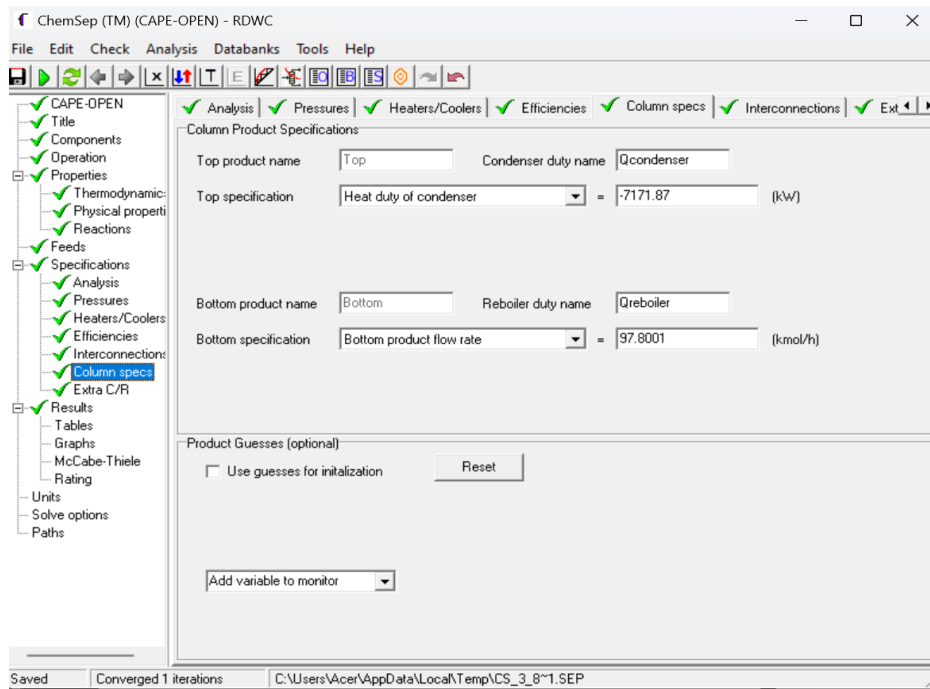 ChemSep (TM) (CAPE-OPEN) - RDWC
File Edit Check Analysis Databanks Tools Help
CAPE-OPEN
Title
Components
Operation
Properties
Thermodynamic
Physical properti
Reactions
Feeds
Specifications
Analysis
Pressures
Heaters/Coolers
Efficiencies
Interconnections
Column specs
Extra C/R
Results
Tables
Graphs
McCabe-Thiele
Rating
Units
Solve options
Paths
Analysis Pressures Heaters/Coolers Efficiencies Column specs Interconnections Ext
Column Product Specifications
Top product name Top Condenser duty name Qcondenser
Top specification Heat duty of condenser = -7171.87 (kW)
Bottom product name Bottom Reboiler duty name Qreboiler
Bottom specification Bottom product flow rate = 97.8001 (kmol/h)
Product Guesses (optional)
Use guesses for initalization Reset
Add variable to monitor
Saved Converged 1 iterations C:\Users\Acer\AppData\Local\Temp\CS_3_8~1.SEP